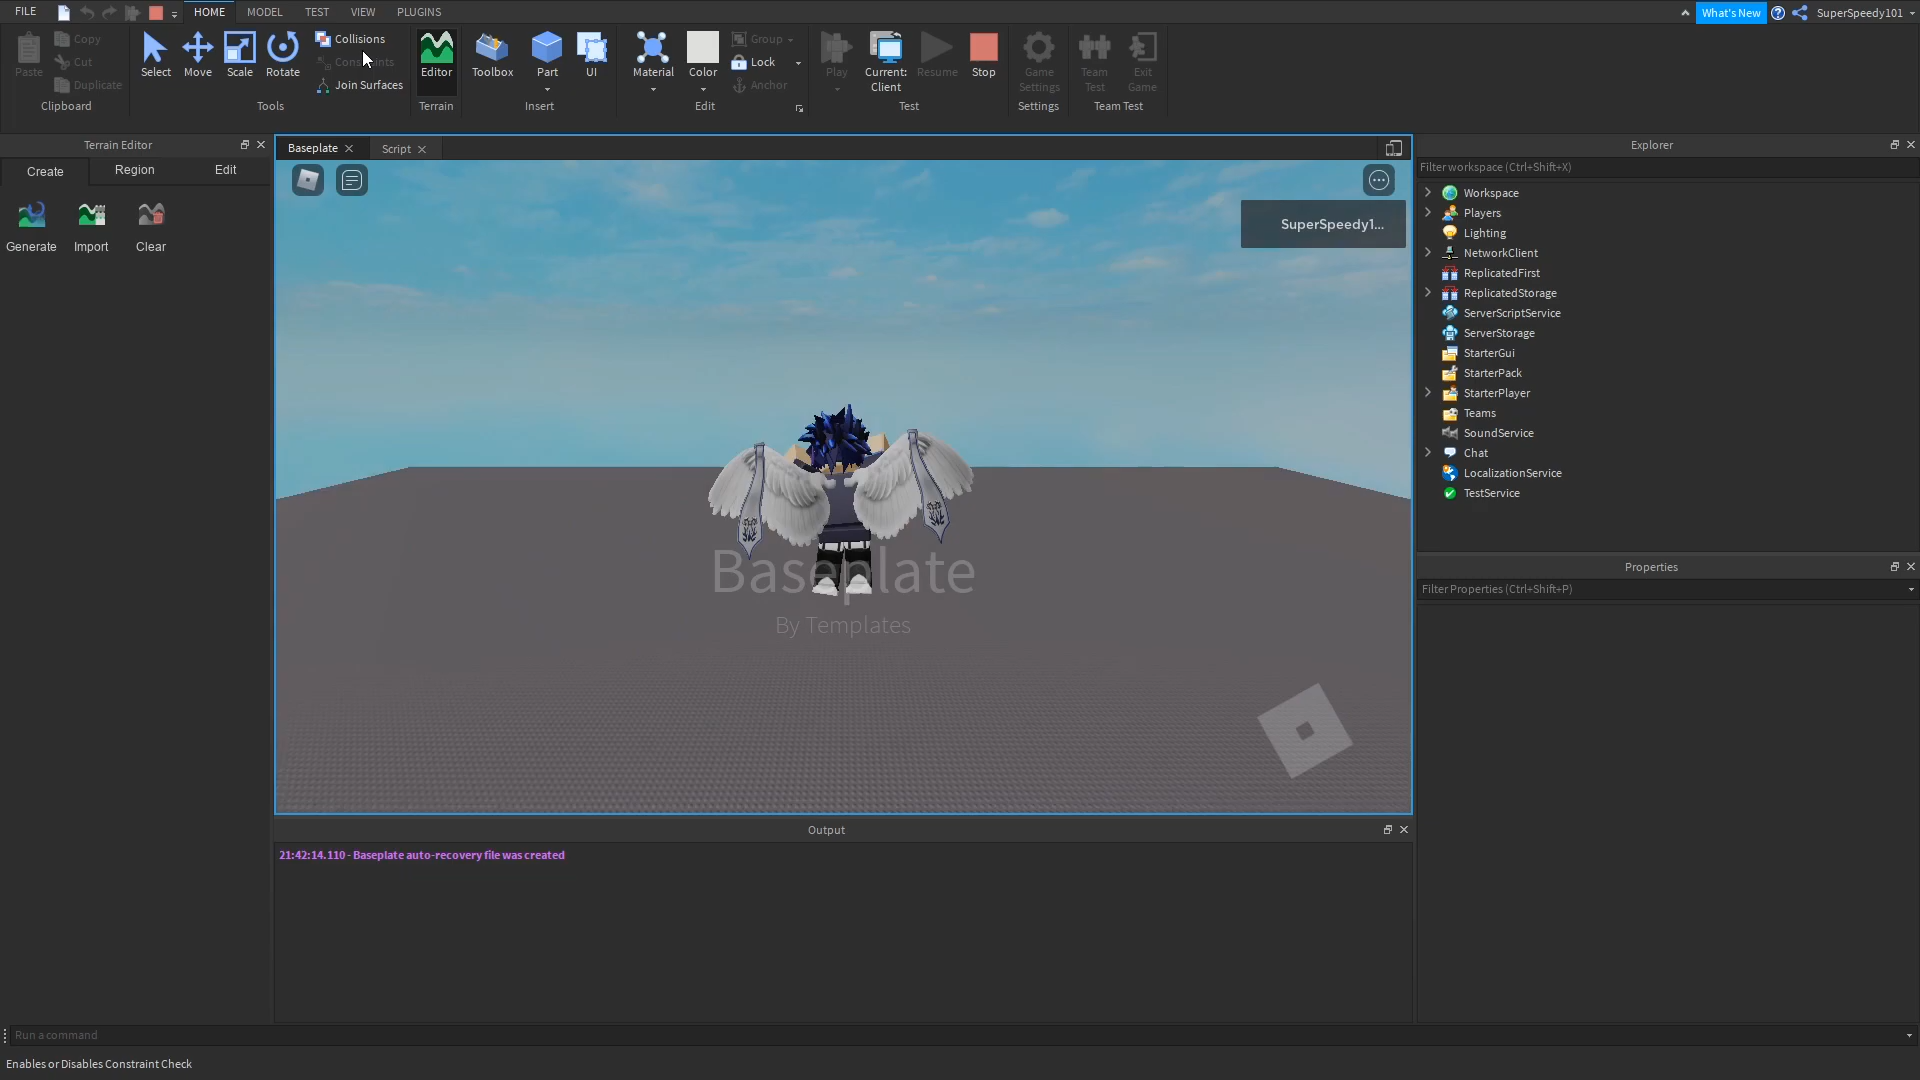 FILE HOME MODEL TEST VIEW PLUGINS What's New SuperSpeedy101
Paste Copy Cut Duplicate Clipboard
Select Move Scale Rotate Collisions Constraints Join Surfaces Tools
Editor Terrain
Toolbox Part UI Insert
Material Color Group Lock Anchor Edit
Play Current: Client Resume Stop Test
Game Settings Settings
Team Test Exit Game Team Test
Terrain Editor
Create Region Edit
Generate Import Clear
Baseplate Script
SuperSpeedy1...
Baseplate
By Templates
Output
21:42:14.110 - Baseplate auto-recovery file was created
Explorer
Filter workspace (Ctrl+Shift+X)
Workspace
Players
Lighting
NetworkClient
ReplicatedFirst
ReplicatedStorage
ServerScriptService
ServerStorage
StarterGui
StarterPack
StarterPlayer
Teams
SoundService
Chat
LocalizationService
TestService
Properties
Filter Properties (Ctrl+Shift+P)
Run a command
Enables or Disables Constraint Check